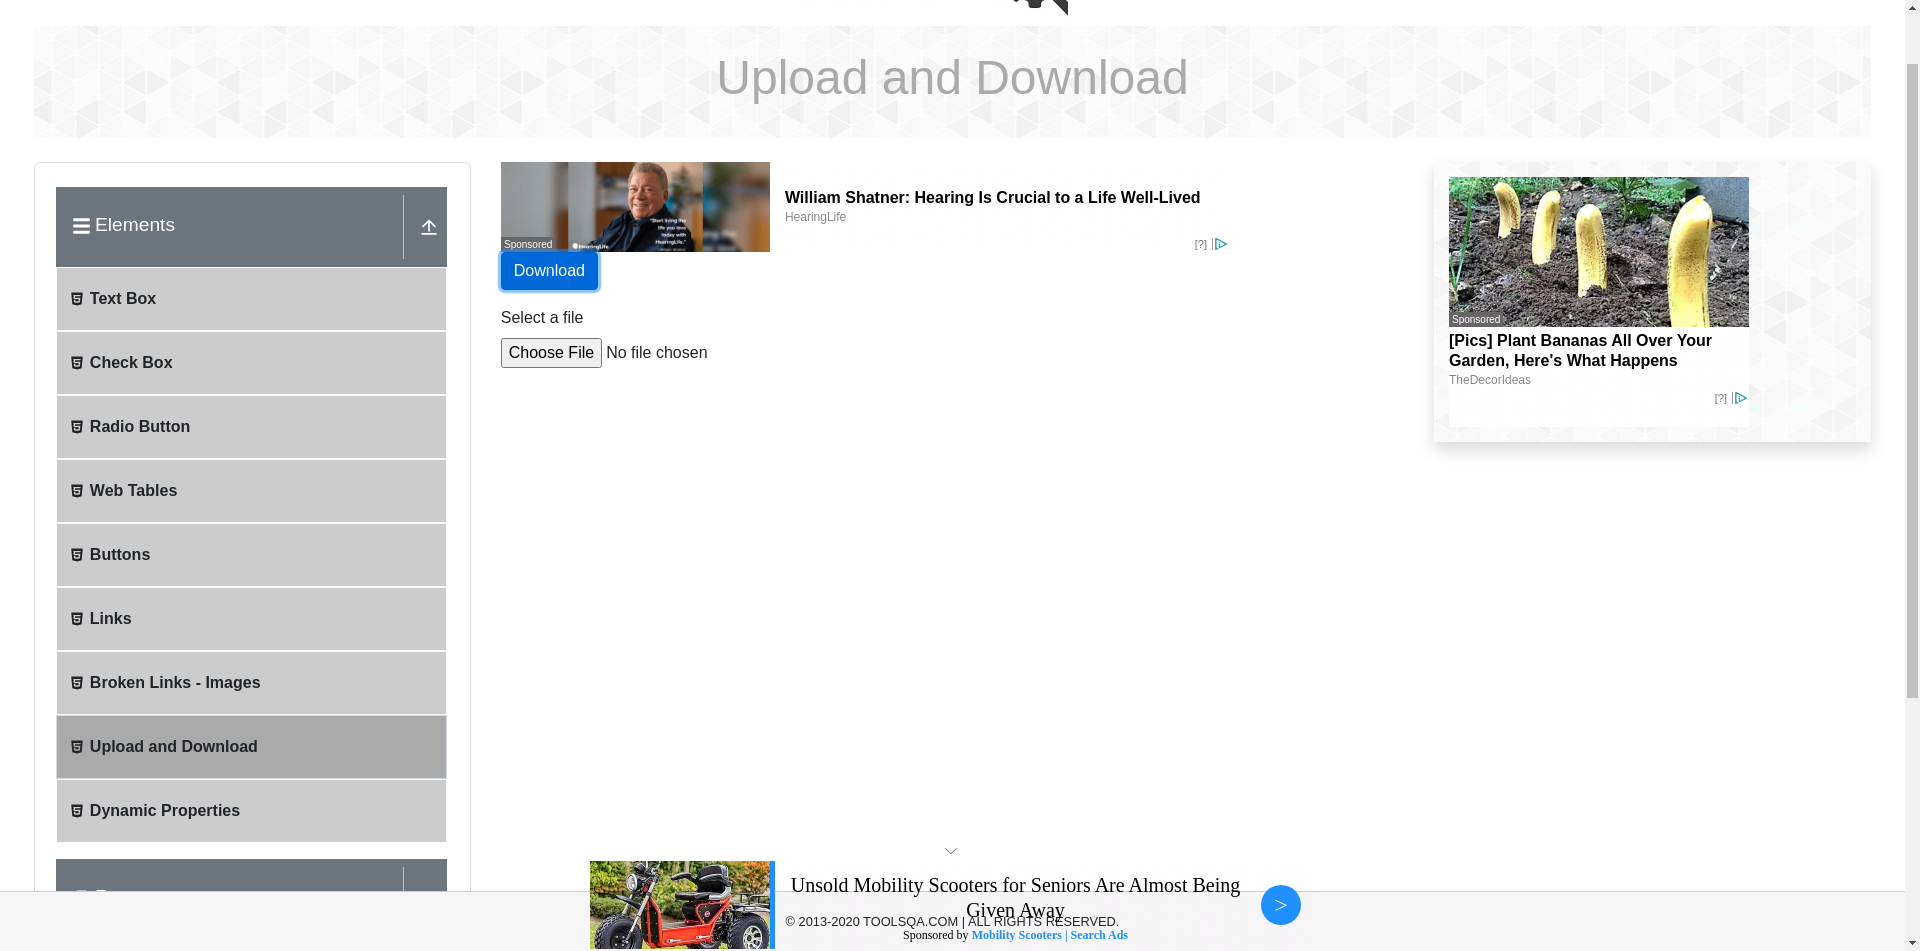 Upload and Download
Elements
Text Box
Check Box
Radio Button
Web Tables
Buttons
Links
Broken Links - Images
Upload and Download
Dynamic Properties
Sponsored
HearingLife
William Shatner: Hearing Is Crucial to a Life Well-Lived
HearingLife
[?]
Download
Select a file
Choose File No file chosen
Sponsored
[Pics] Plant Bananas All Over Your
Garden, Here's What Happens
TheDecorIdeas
[?]
Unsold Mobility Scooters for Seniors Are Almost Being
Given Away
>
© 2013-2020 TOOLSQA.COM | ALL RIGHTS RESERVED.
Sponsored by Mobility Scooters | Search Ads